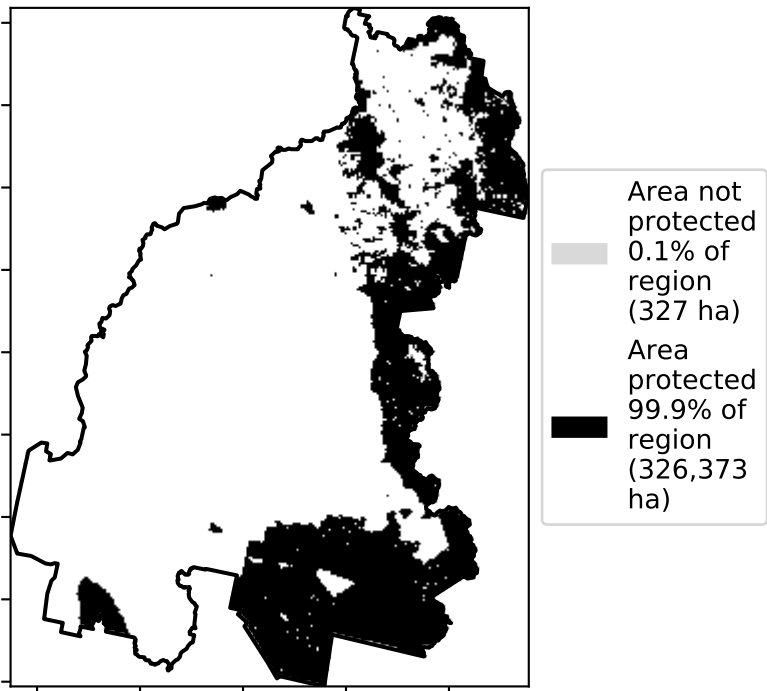 Area not
protected
0.1% of
region
(327 ha)
Area
protected
99.9% of
region
(326,373
ha)